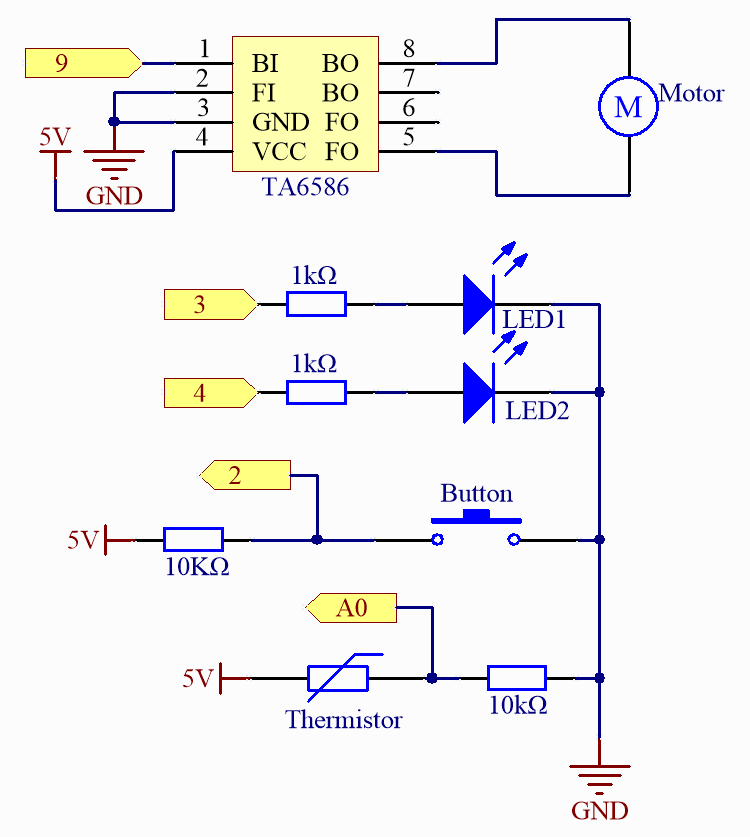 9
1
BI
BO
8
2
FI
BO
7
3
GND
FO
6
4
VCC
FO
5
5V
GND
TA6586
M
Motor
1kΩ
3
LED1
1kΩ
4
LED2
2
Button
5V
10KΩ
A0
5V
Thermistor
10kΩ
GND